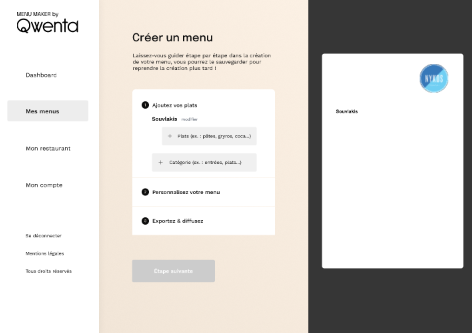 MENU MAKER by
Qwenta
Dashboard
Mes menus
Mon restaurant
Mon compte
Se déconnecter
Mentions légales
Tous droits réservés
Créer un menu
Laissez-vous guider étape par étape dans la création
de votre menu, vous pourrez le sauvegarder pour
reprendre la création plus tard !
1 Ajoutez vos plats
Souvlakis modifier
+ Plats (ex. : pâtes, gyros, coca...)
+ Catégorie (ex. : entrées, plats...)
2 Personnalisez votre menu
3 Exportez & diffusez
Étape suivante
Souvlakis